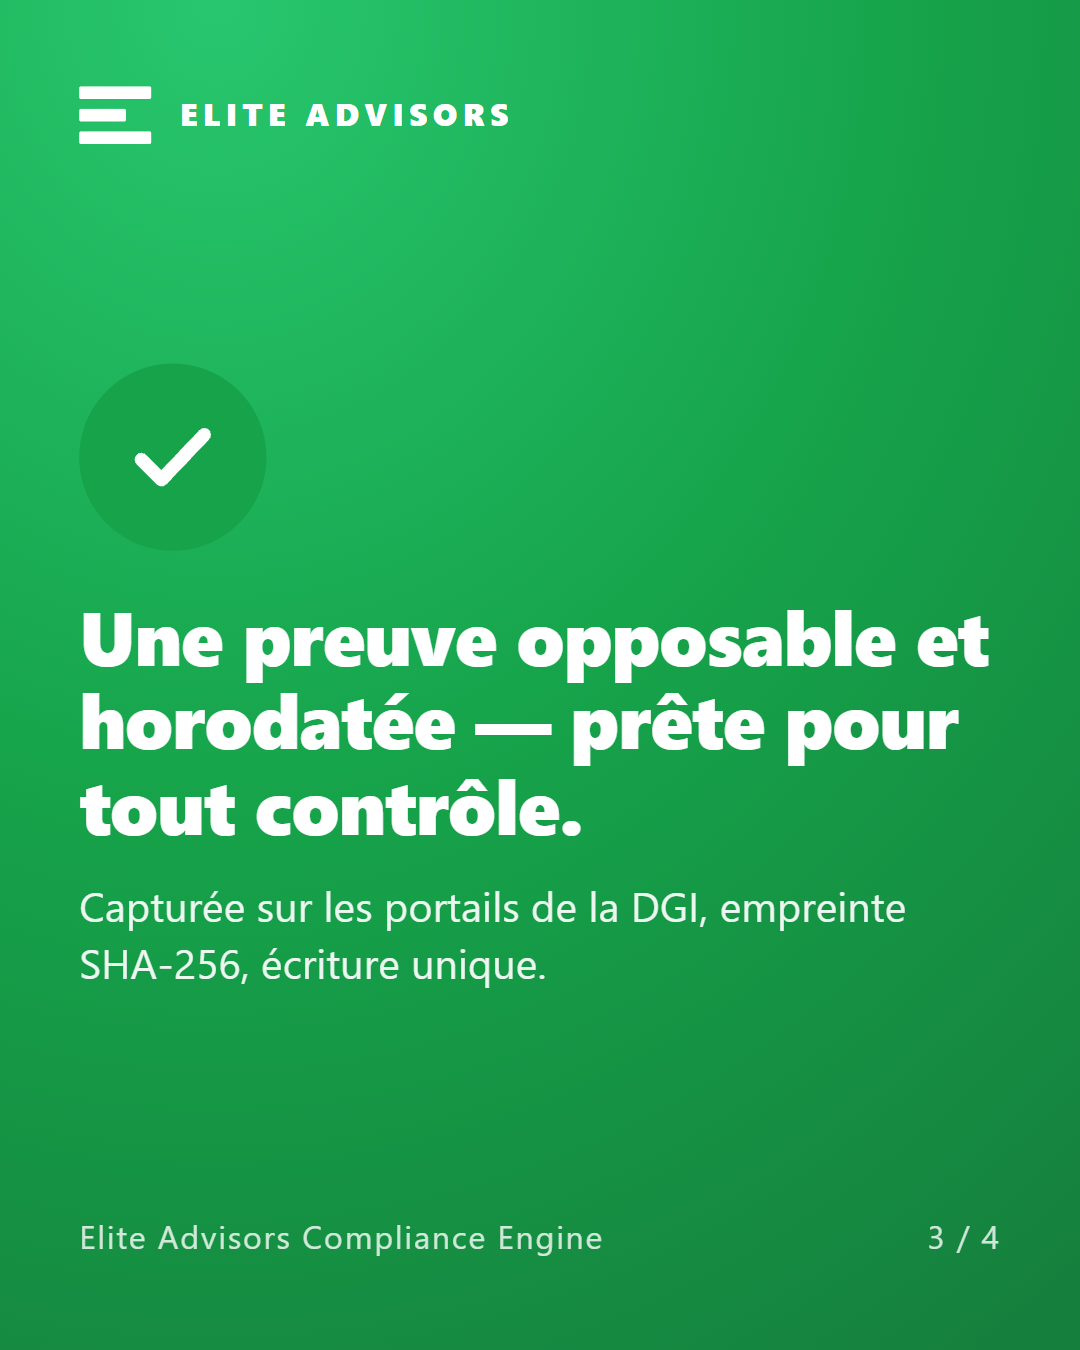 ELITE ADVISORS
Une preuve opposable et
horodatée — prête pour
tout contrôle.
Capturée sur les portails de la DGI, empreinte
SHA-256, écriture unique.
Elite Advisors Compliance Engine
3 / 4